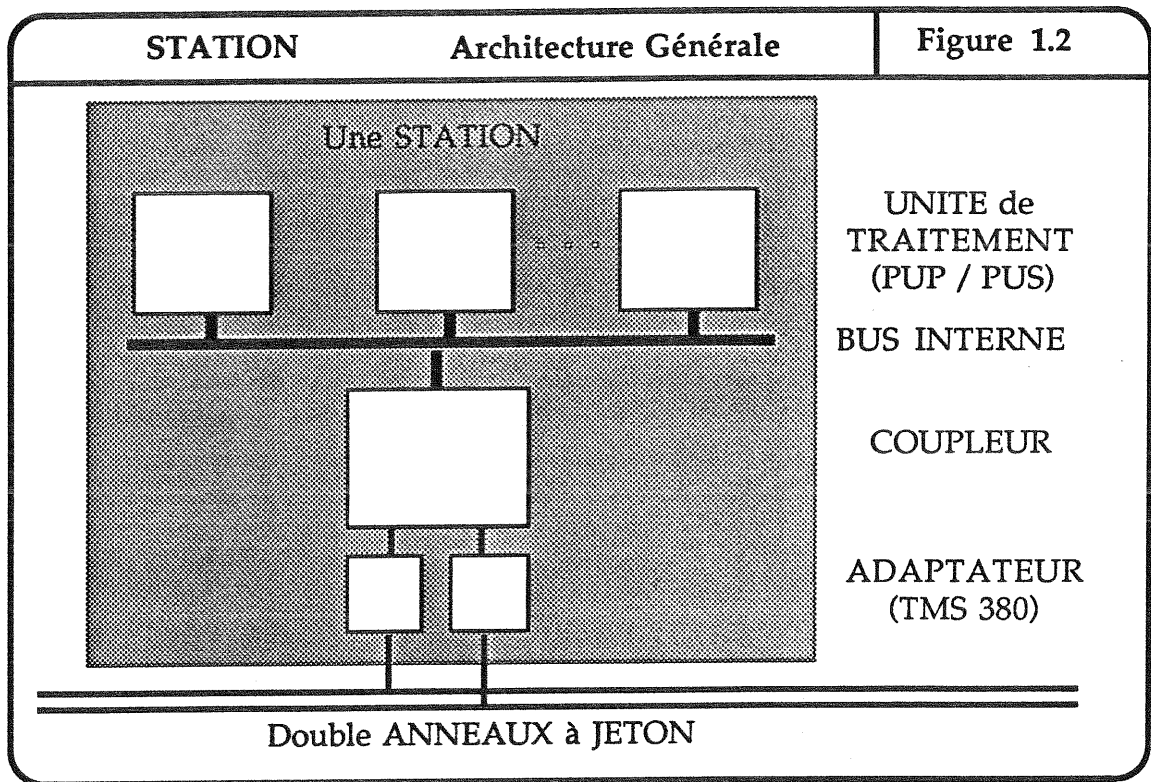 STATION Architecture Générale Figure 1.2
Une STATION
UNITE de
TRAITEMENT
(PUP / PUS)
BUS INTERNE
COUPLEUR
ADAPTATEUR
(TMS 380)
Double ANNEAUX à JETON